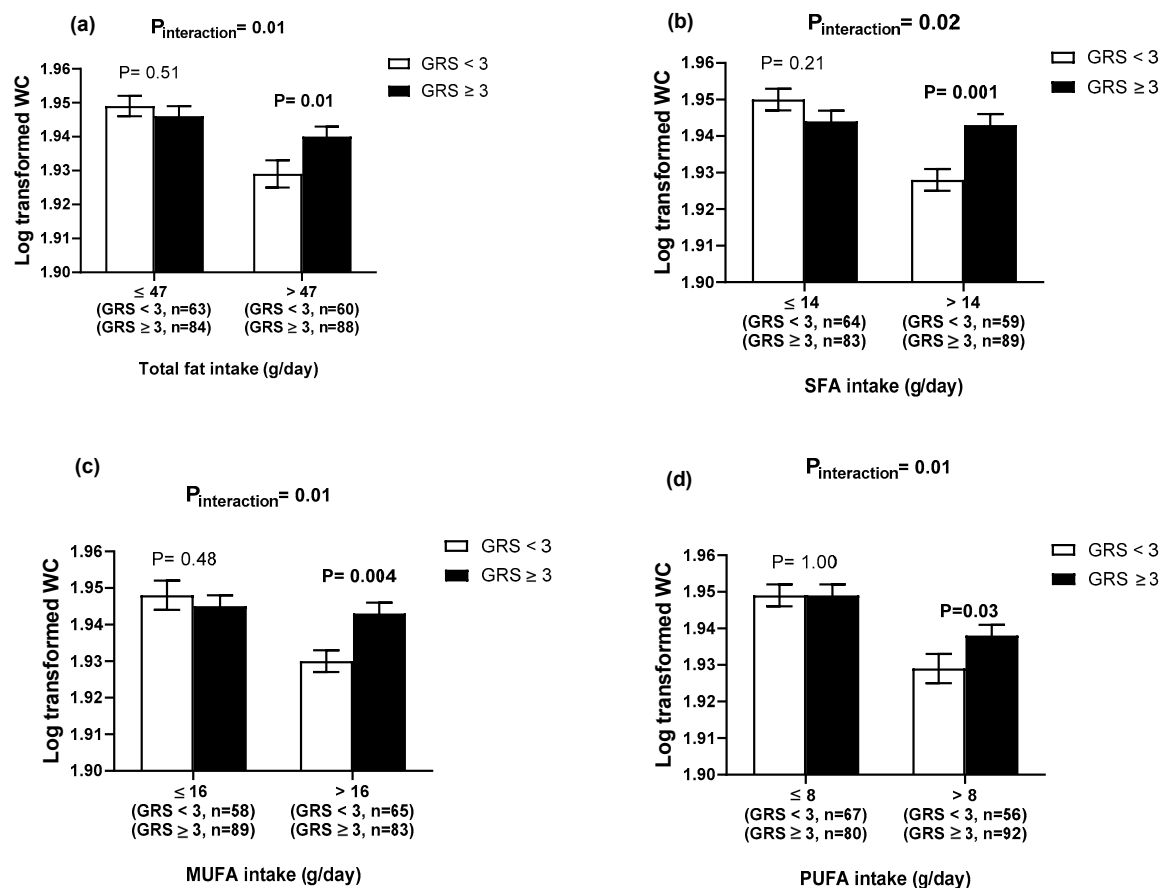 (a)
P interaction= 0.01
GRS < 3
GRS ≥ 3
Log transformed WC
1.96
1.95
1.94
1.93
1.92
1.91
1.90
P= 0.51
P= 0.01
≤ 47
(GRS < 3, n=63)
(GRS ≥ 3, n=84)
> 47
(GRS < 3, n=60)
(GRS ≥ 3, n=88)
Total fat intake (g/day)
(b)
P interaction= 0.02
GRS < 3
GRS ≥ 3
Log transformed WC
1.96
1.95
1.94
1.93
1.92
1.91
1.90
P= 0.21
P= 0.001
≤ 14
(GRS < 3, n=64)
(GRS ≥ 3, n=83)
> 14
(GRS < 3, n=59)
(GRS ≥ 3, n=89)
SFA intake (g/day)
(c)
P interaction= 0.01
GRS < 3
GRS ≥ 3
Log transformed WC
1.96
1.95
1.94
1.93
1.92
1.91
1.90
P= 0.48
P= 0.004
≤ 16
(GRS < 3, n=58)
(GRS ≥ 3, n=89)
> 16
(GRS < 3, n=65)
(GRS ≥ 3, n=83)
MUFA intake (g/day)
(d)
P interaction= 0.01
GRS < 3
GRS ≥ 3
Log transformed WC
1.96
1.95
1.94
1.93
1.92
1.91
1.90
P= 1.00
P=0.03
≤ 8
(GRS < 3, n=67)
(GRS ≥ 3, n=80)
> 8
(GRS < 3, n=56)
(GRS ≥ 3, n=92)
PUFA intake (g/day)